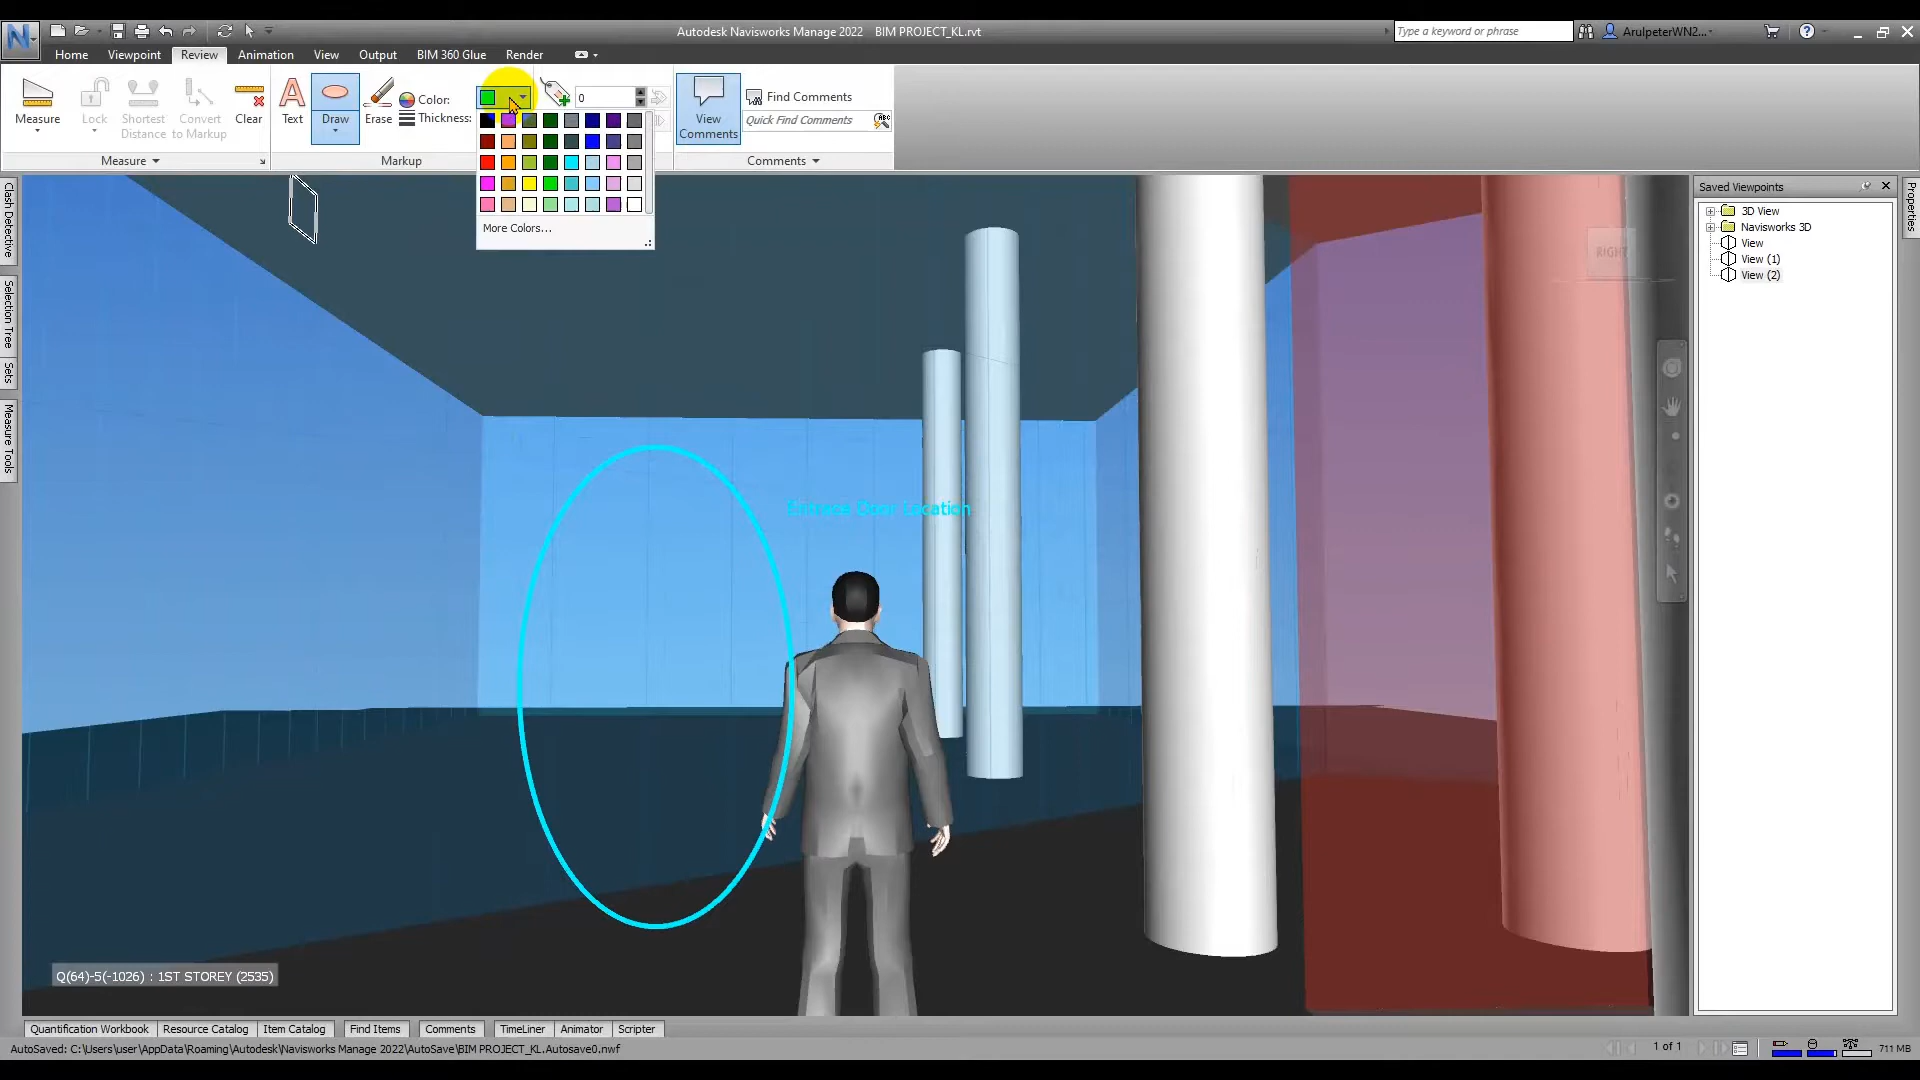 Autodesk Navisworks Manage 2022 BIM PROJECT_KL.rvt
Type a keyword or phrase
ArulpeterWN2...
Home Viewpoint Review Animation View Output BIM 360 Glue Render
Measure
Lock
Shortest
Distance
Convert
to Markup
Clear
Text
Draw
Erase
Color:
Thickness:
0
View
Comments
Find Comments
Quick Find Comments
Measure
Markup
Comments
More Colors...
Clash Detective
Selection Tree
Sets
Measure Tools
Saved Viewpoints
3D View
Navisworks 3D
View
View (1)
View (2)
Properties
RIGHT
Door Location
Q(64)-5(-1026) : 1ST STOREY (2535)
Quantification Workbook Resource Catalog Item Catalog Find Items Comments TimeLiner Animator Scripter
AutoSaved: C:\Users\user\AppData\Roaming\Autodesk\Navisworks Manage 2022\AutoSave\BIM PROJECT_KL.Autosave0.nwf
1 of 1
711 MB